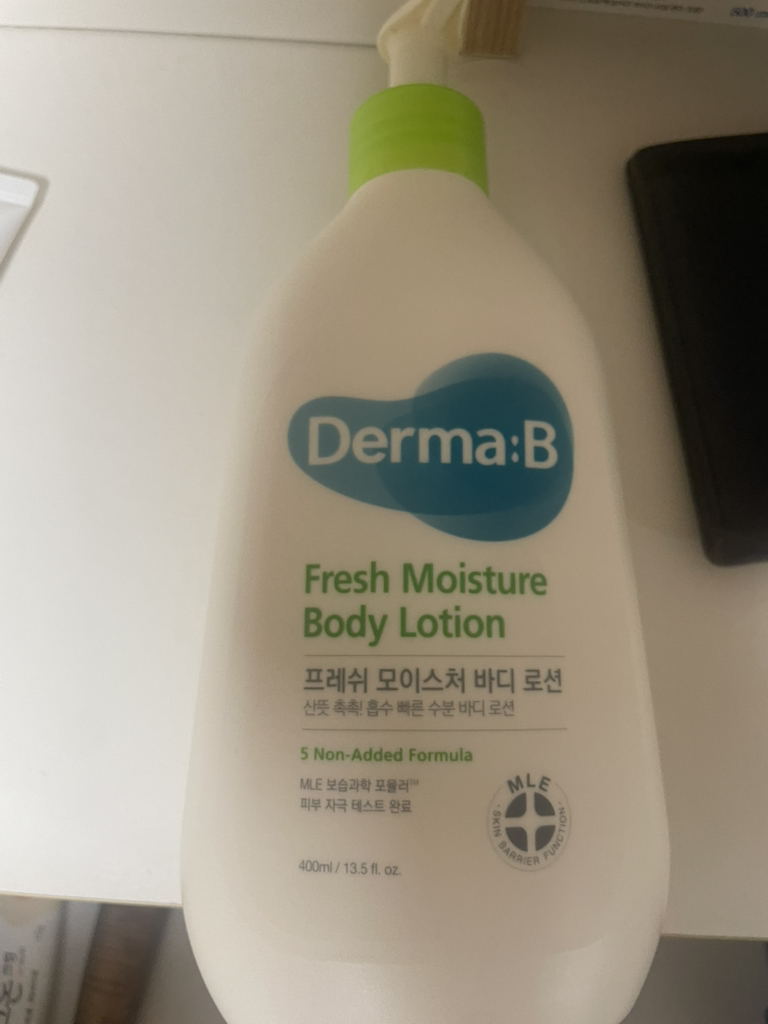 Derma:B
Fresh Moisture
Body Lotion
프레쉬 모이스처 바디 로션
산뜻 촉촉! 흡수 빠른 수분 바디 로션
5 Non-Added Formula
MLE 보습과학 포뮬러™
피부 자극 테스트 완료
MLE
· SKIN BARRIER FUNCTION ·
400ml / 13.5 fl. oz.